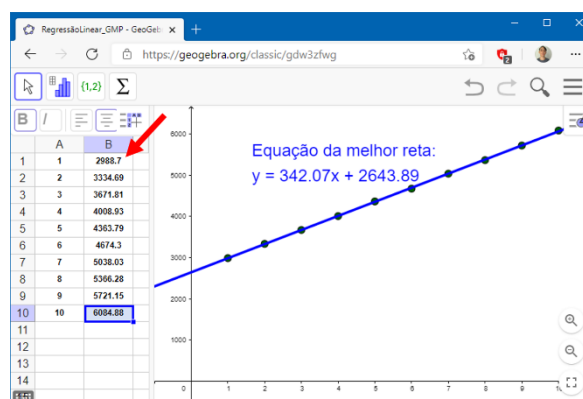 RegressãoLinear_GMP - GeoGeb
https://geogebra.org/classic/gdw3zfwg
2
{1,2} Σ
B I
A B
1 1 2988.7
2 2 3334.69
3 3 3671.81
4 4 4008.93
5 5 4363.79
6 6 4674.3
7 7 5038.03
8 8 5366.28
9 9 5721.15
10 10 6084.88
11
12
13
14
Equação da melhor reta:
y = 342.07x + 2643.89
6000
5000
4000
3000
2000
1000
0 1 2 3 4 5 6 7 8 9